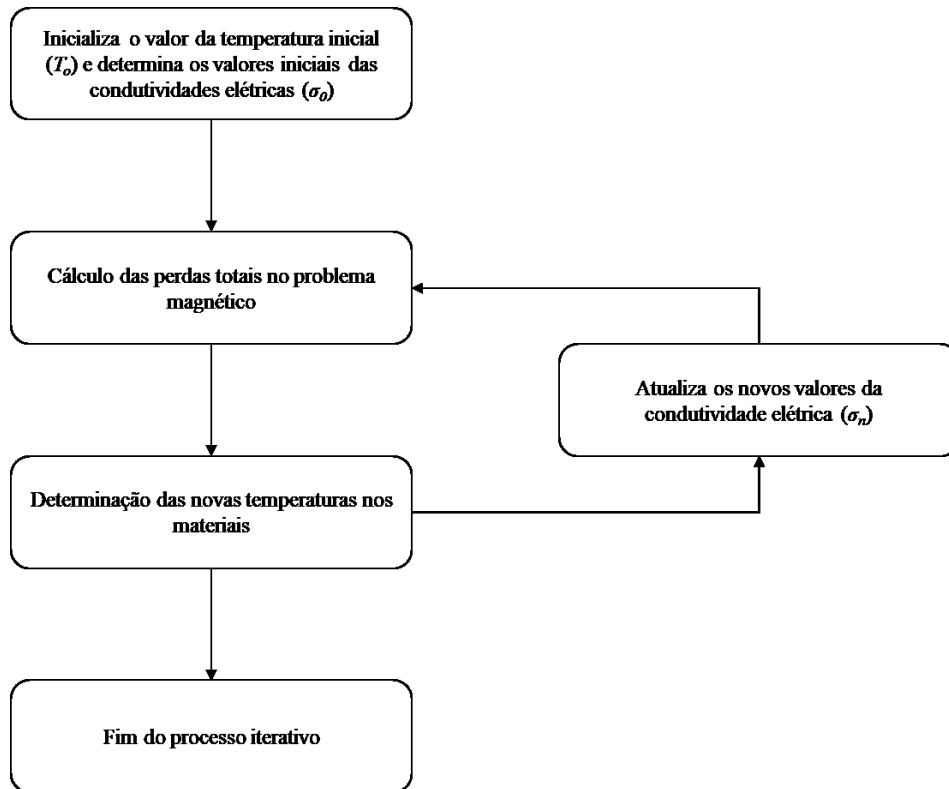 Inicializa o valor da temperatura inicial
(To) e determina os valores iniciais das
condutividades elétricas (σ0)
Cálculo das perdas totais no problema
magnético
Atualiza os novos valores da
condutividade elétrica (σn)
Determinação das novas temperaturas nos
materiais
Fim do processo iterativo